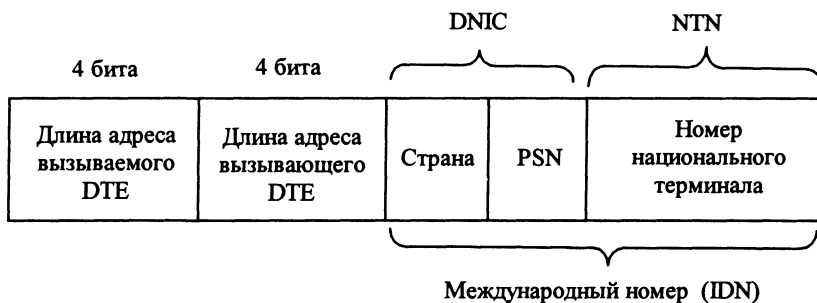 DNIC
NTN
4 бита
4 бита
Длина адреса
вызываемого
DTE
Длина адреса
вызывающего
DTE
Страна
PSN
Номер
национального
терминала
Международный номер (IDN)